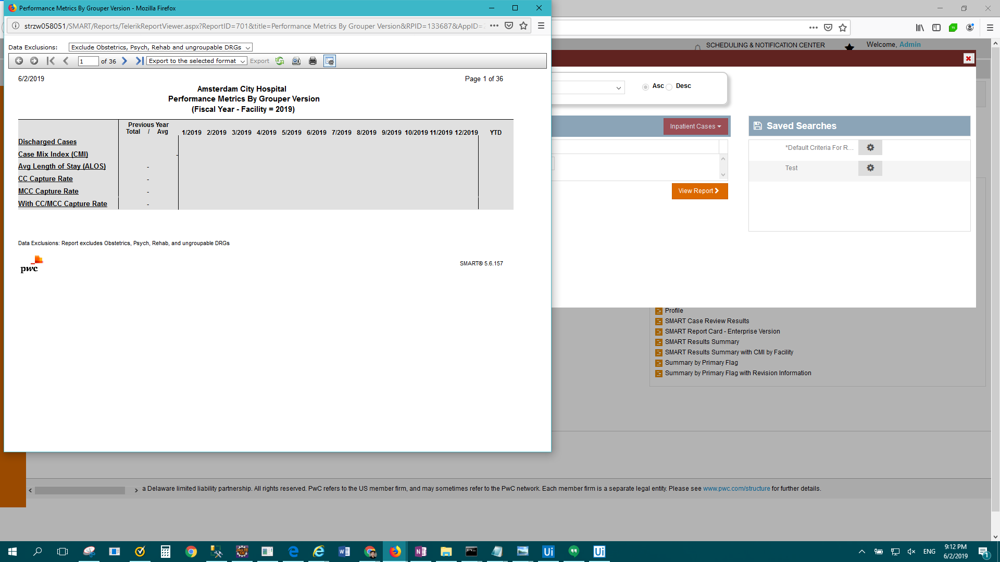 Performance Metrics By Grouper Version - Mozilla Firefox
strzw058051/SMART/Reports/TelerikReportViewer.aspx?ReportID=701&title=Performance Metrics By Grouper Version&RPID=133687&AppID=
Data Exclusions: Exclude Obstetrics, Psych, Rehab and ungroupable DRGs
1 of 36 Export to the selected format Export
6/2/2019 Page 1 of 36
Amsterdam City Hospital
Performance Metrics By Grouper Version
(Fiscal Year - Facility = 2019)
Previous Year
Total / Avg 1/2019 2/2019 3/2019 4/2019 5/2019 6/2019 7/2019 8/2019 9/2019 10/2019 11/2019 12/2019 YTD
Discharged Cases
Case Mix Index (CMI) -
Avg Length of Stay (ALOS) -
CC Capture Rate -
MCC Capture Rate -
With CC/MCC Capture Rate -
Data Exclusions: Report excludes Obstetrics, Psych, Rehab, and ungroupable DRGs
pwc
SMART® 5.6.157
SCHEDULING & NOTIFICATION CENTER
Welcome, Admin
Asc Desc
Inpatient Cases
Saved Searches
*Default Criteria For R...
Test
View Report
Profile
SMART Case Review Results
SMART Report Card - Enterprise Version
SMART Results Summary
SMART Results Summary with CMI by Facility
Summary by Primary Flag
Summary by Primary Flag with Revision Information
a Delaware limited liability partnership. All rights reserved. PwC refers to the US member firm, and may sometimes refer to the PwC network. Each member firm is a separate legal entity. Please see www.pwc.com/structure for further details.
ENG
9:12 PM
6/2/2019
1